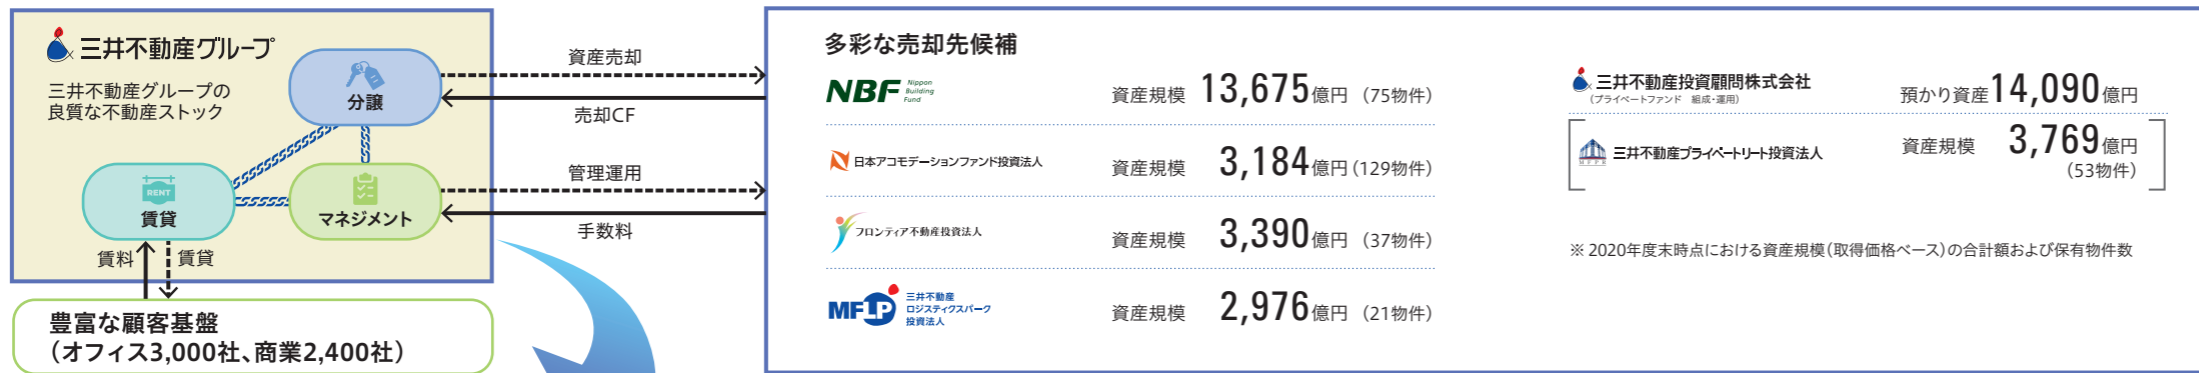 三井不動産グループ
三井不動産グループの
良質な不動産ストック
分譲
RENT
賃貸
マネジメント
賃料
賃貸
豊富な顧客基盤
（オフィス3,000社、商業2,400社）
資産売却
売却CF
管理運用
手数料
多彩な売却先候補
NBF Nippon
Building
Fund
資産規模 13,675億円 （75物件）
日本アコモデーションファンド投資法人
資産規模 3,184億円（129物件）
フロンティア不動産投資法人
資産規模 3,390億円 （37物件）
MFLP 三井不動産
ロジスティクスパーク
投資法人
資産規模 2,976億円 （21物件）
三井不動産投資顧問株式会社
（プライベートファンド 組成・運用）
預かり資産14,090億円
MFPR
三井不動産プライベートリート投資法人
資産規模 3,769億円
（53物件）
※ 2020年度末時点における資産規模（取得価格ベース）の合計額および保有物件数